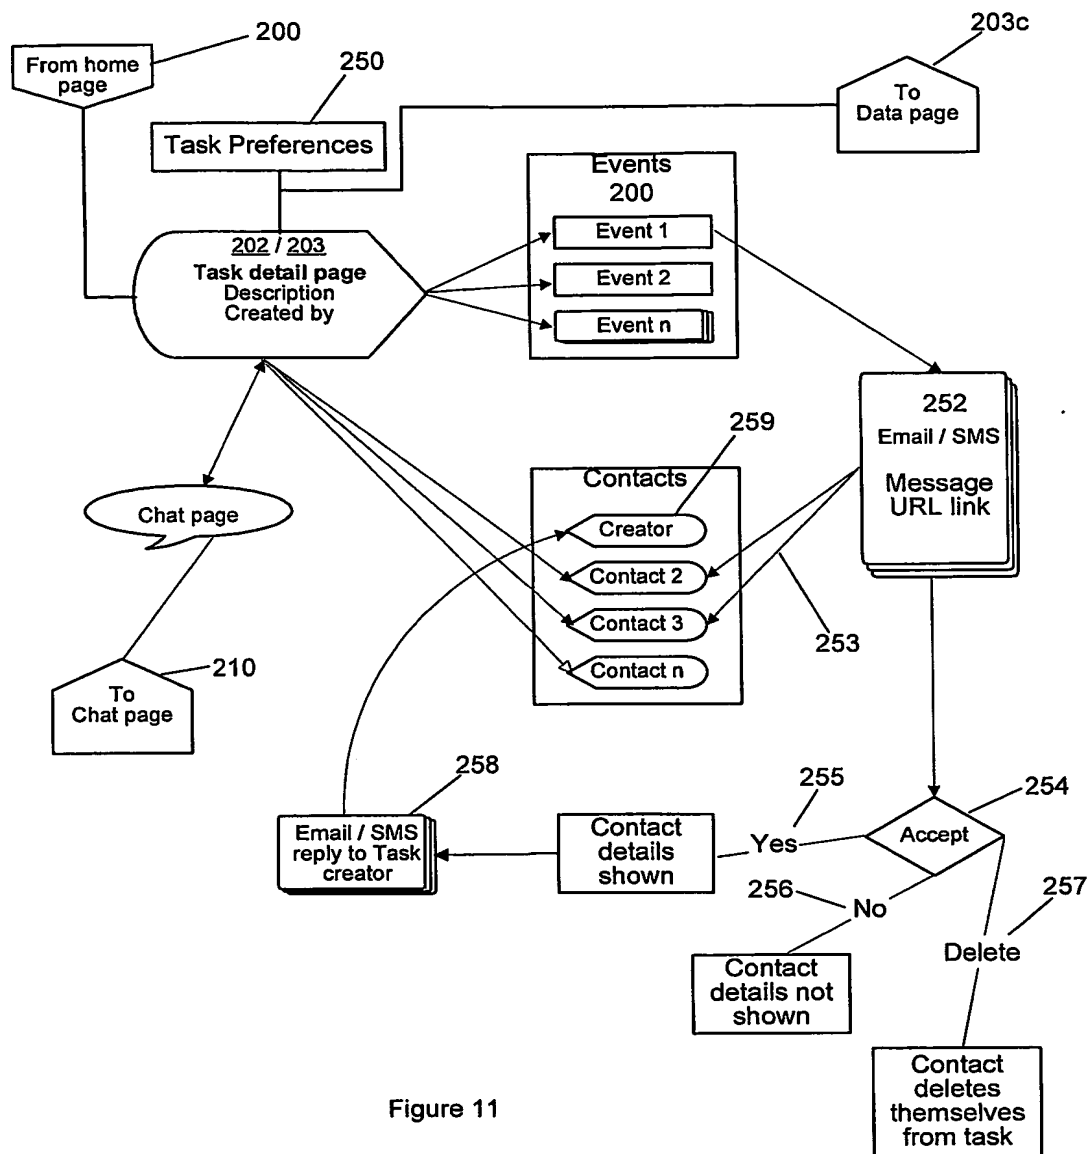 200
From home
page
250
Task Preferences
203c
To
Data page
Events
200
Event 1
Event 2
Event n
202 / 203
Task detail page
Description
Created by
252
Email / SMS
Message
URL link
259
Contacts
Creator
Contact 2
Contact 3
Contact n
253
Chat page
210
To
Chat page
258
Email / SMS
reply to Task
creator
Contact
details
shown
255
Yes
254
Accept
256
No
257
Delete
Contact
details not
shown
Contact
deletes
themselves
from task
Figure 11